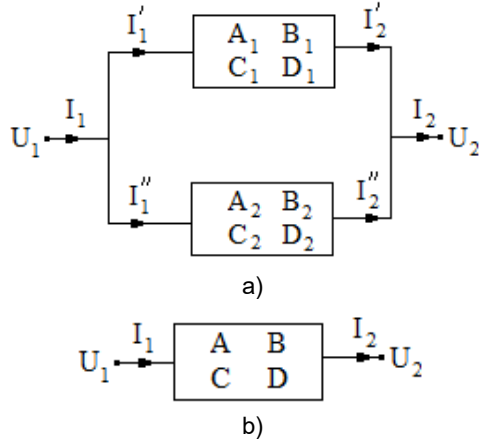 I₁′ A₁ B₁ I₂′
C₁ D₁
U₁ I₁ I₂ U₂
I₁″ A₂ B₂ I₂″
C₂ D₂
a)
U₁ I₁ A B I₂ U₂
C D
b)